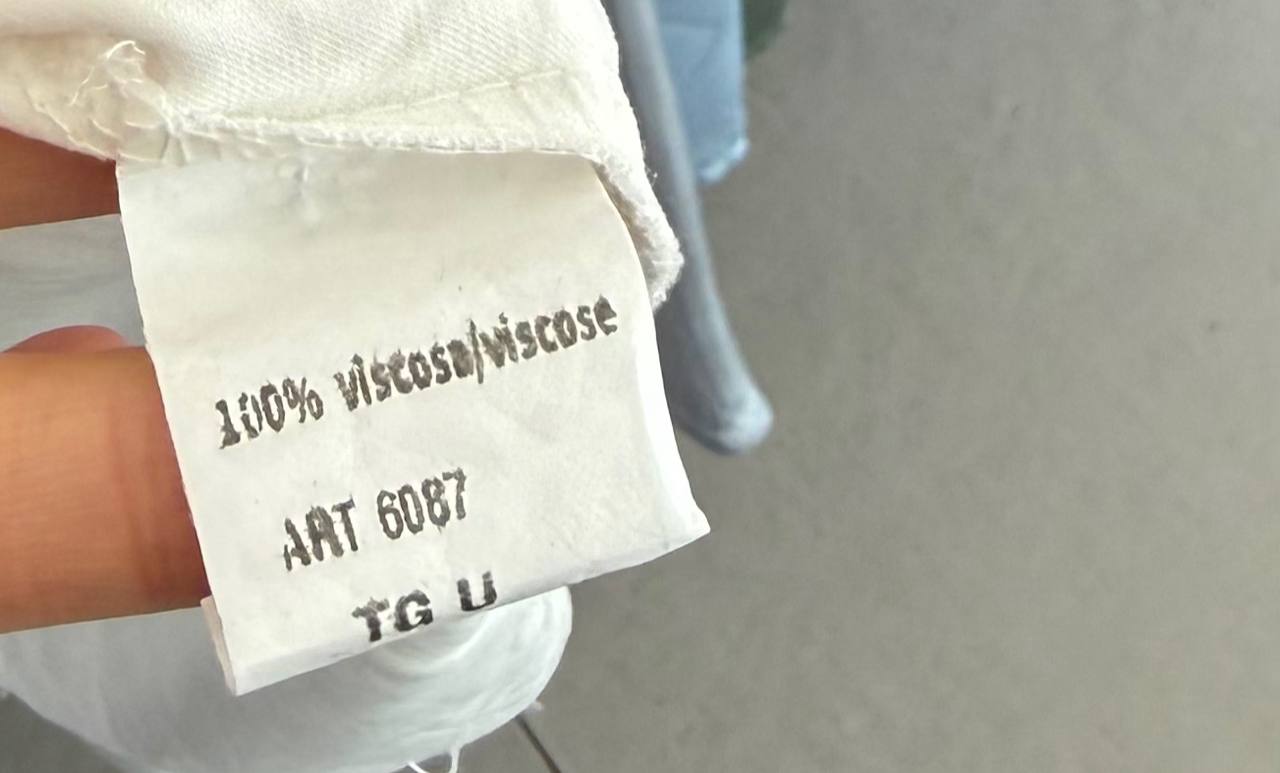 100% viscosa/viscose
ART 6087
TG U